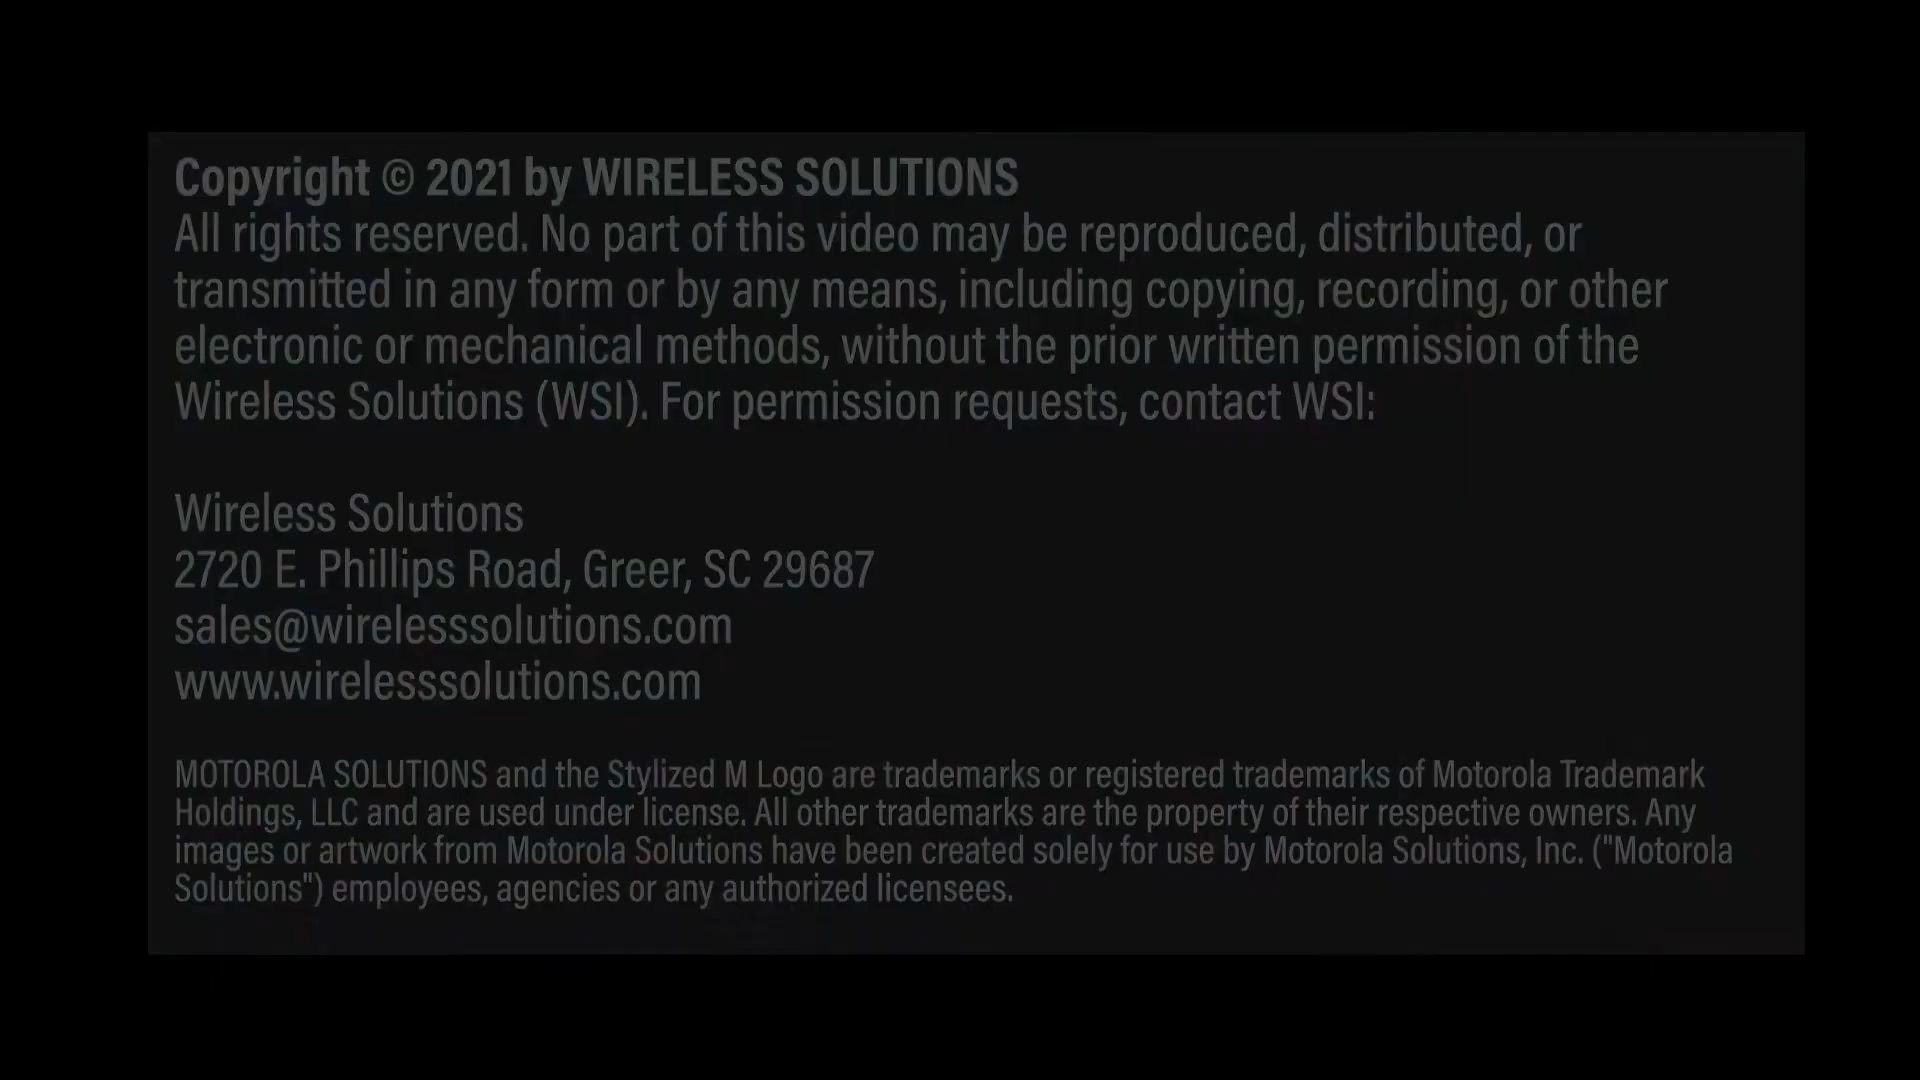 Copyright © 2021 by WIRELESS SOLUTIONS
All rights reserved. No part of this video may be reproduced, distributed, or
transmitted in any form or by any means, including copying, recording, or other
electronic or mechanical methods, without the prior written permission of the
Wireless Solutions (WSI). For permission requests, contact WSI:
Wireless Solutions
2720 E. Phillips Road, Greer, SC 29687
sales@wirelesssolutions.com
www.wirelesssolutions.com
MOTOROLA SOLUTIONS and the Stylized M Logo are trademarks or registered trademarks of Motorola Trademark
Holdings, LLC and are used under license. All other trademarks are the property of their respective owners. Any
images or artwork from Motorola Solutions have been created solely for use by Motorola Solutions, Inc. ("Motorola
Solutions") employees, agencies or any authorized licensees.